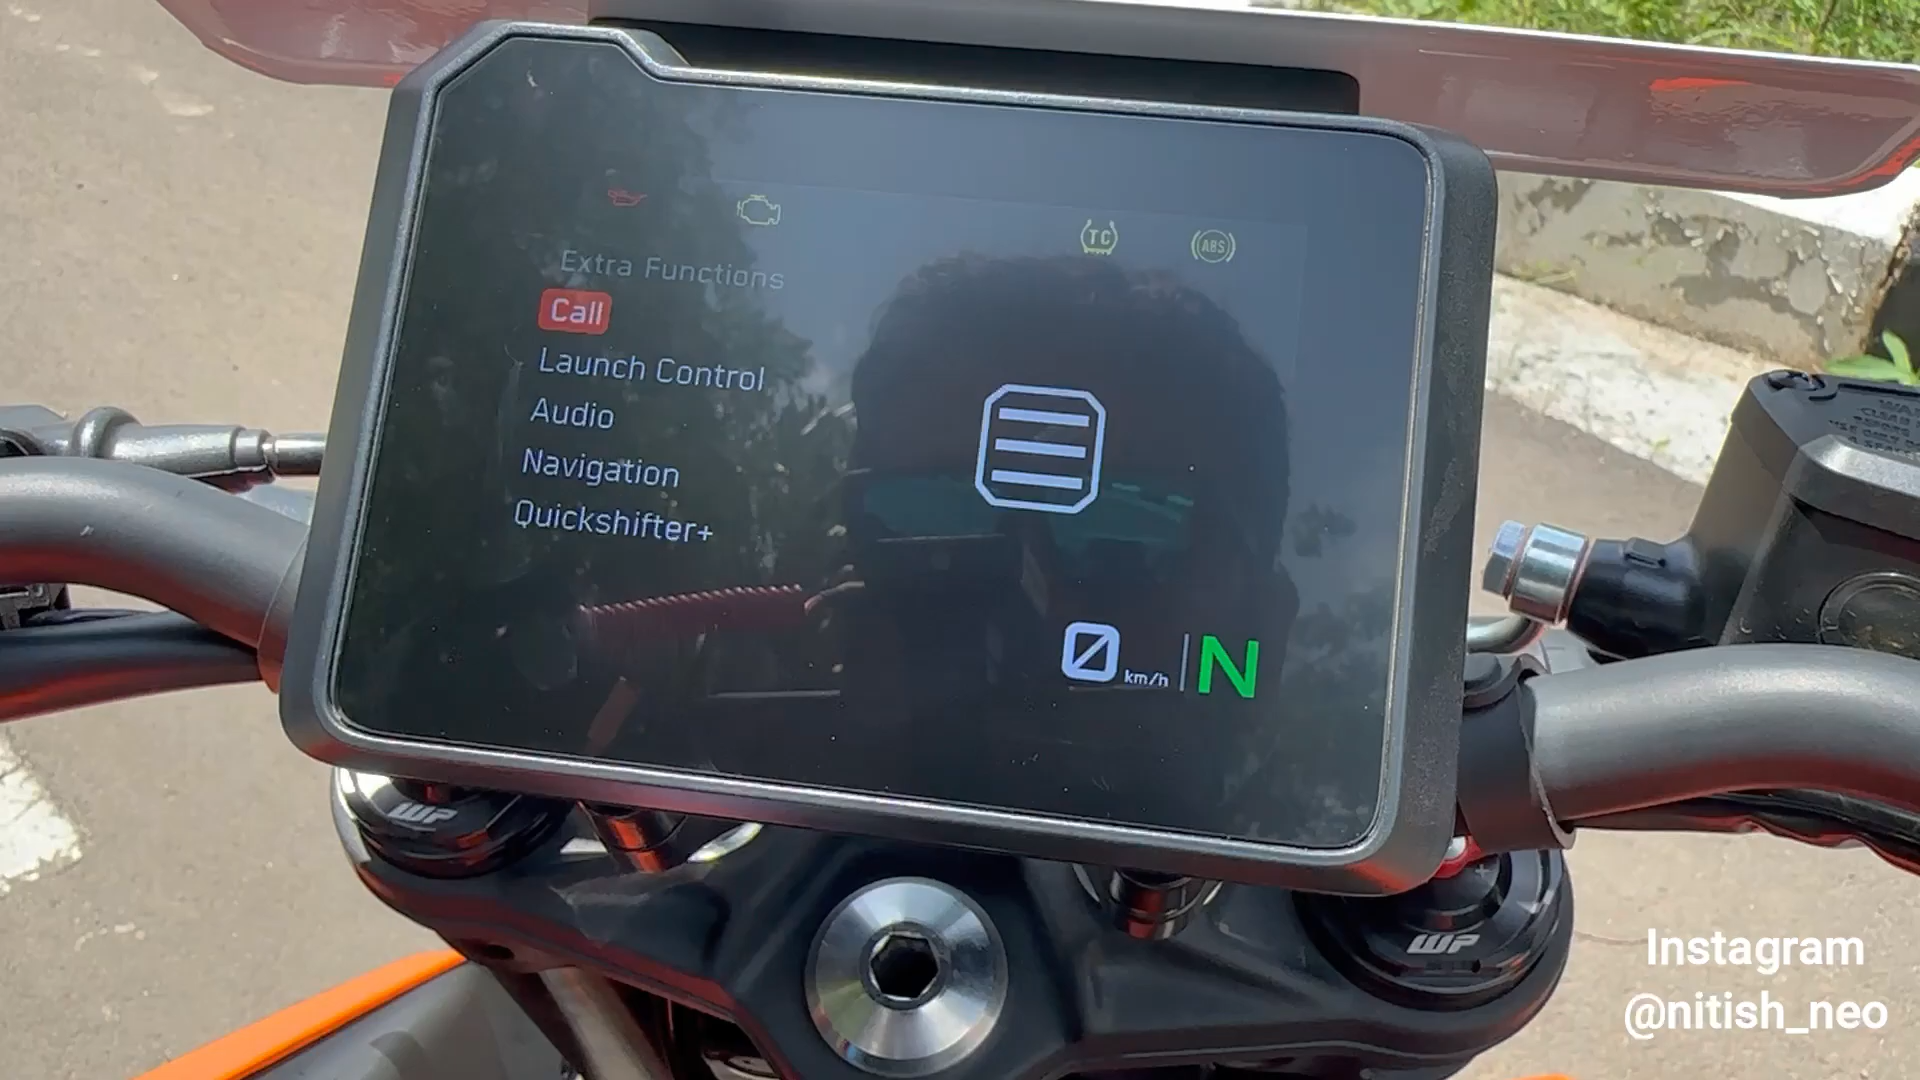 TC
ABS
Extra Functions
Call
Launch Control
Audio
Navigation
Quickshifter+
0 km/h N
WP
WP
Instagram
@nitish_neo